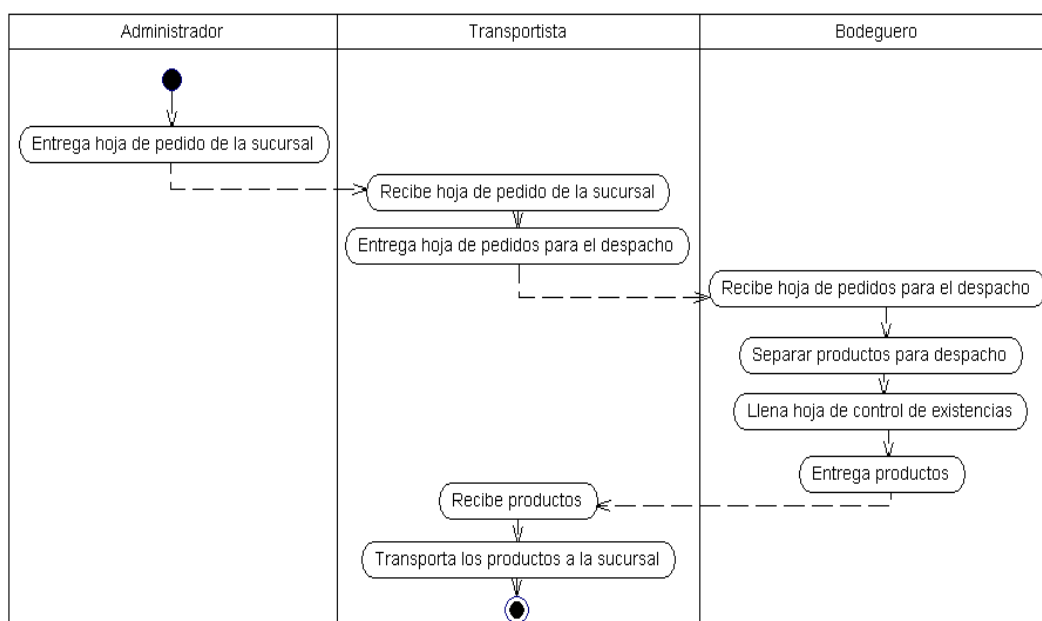 Administrador
Transportista
Bodeguero
Entrega hoja de pedido de la sucursal
Recibe hoja de pedido de la sucursal
Entrega hoja de pedidos para el despacho
Recibe hoja de pedidos para el despacho
Separar productos para despacho
Llena hoja de control de existencias
Entrega productos
Recibe productos
Transporta los productos a la sucursal